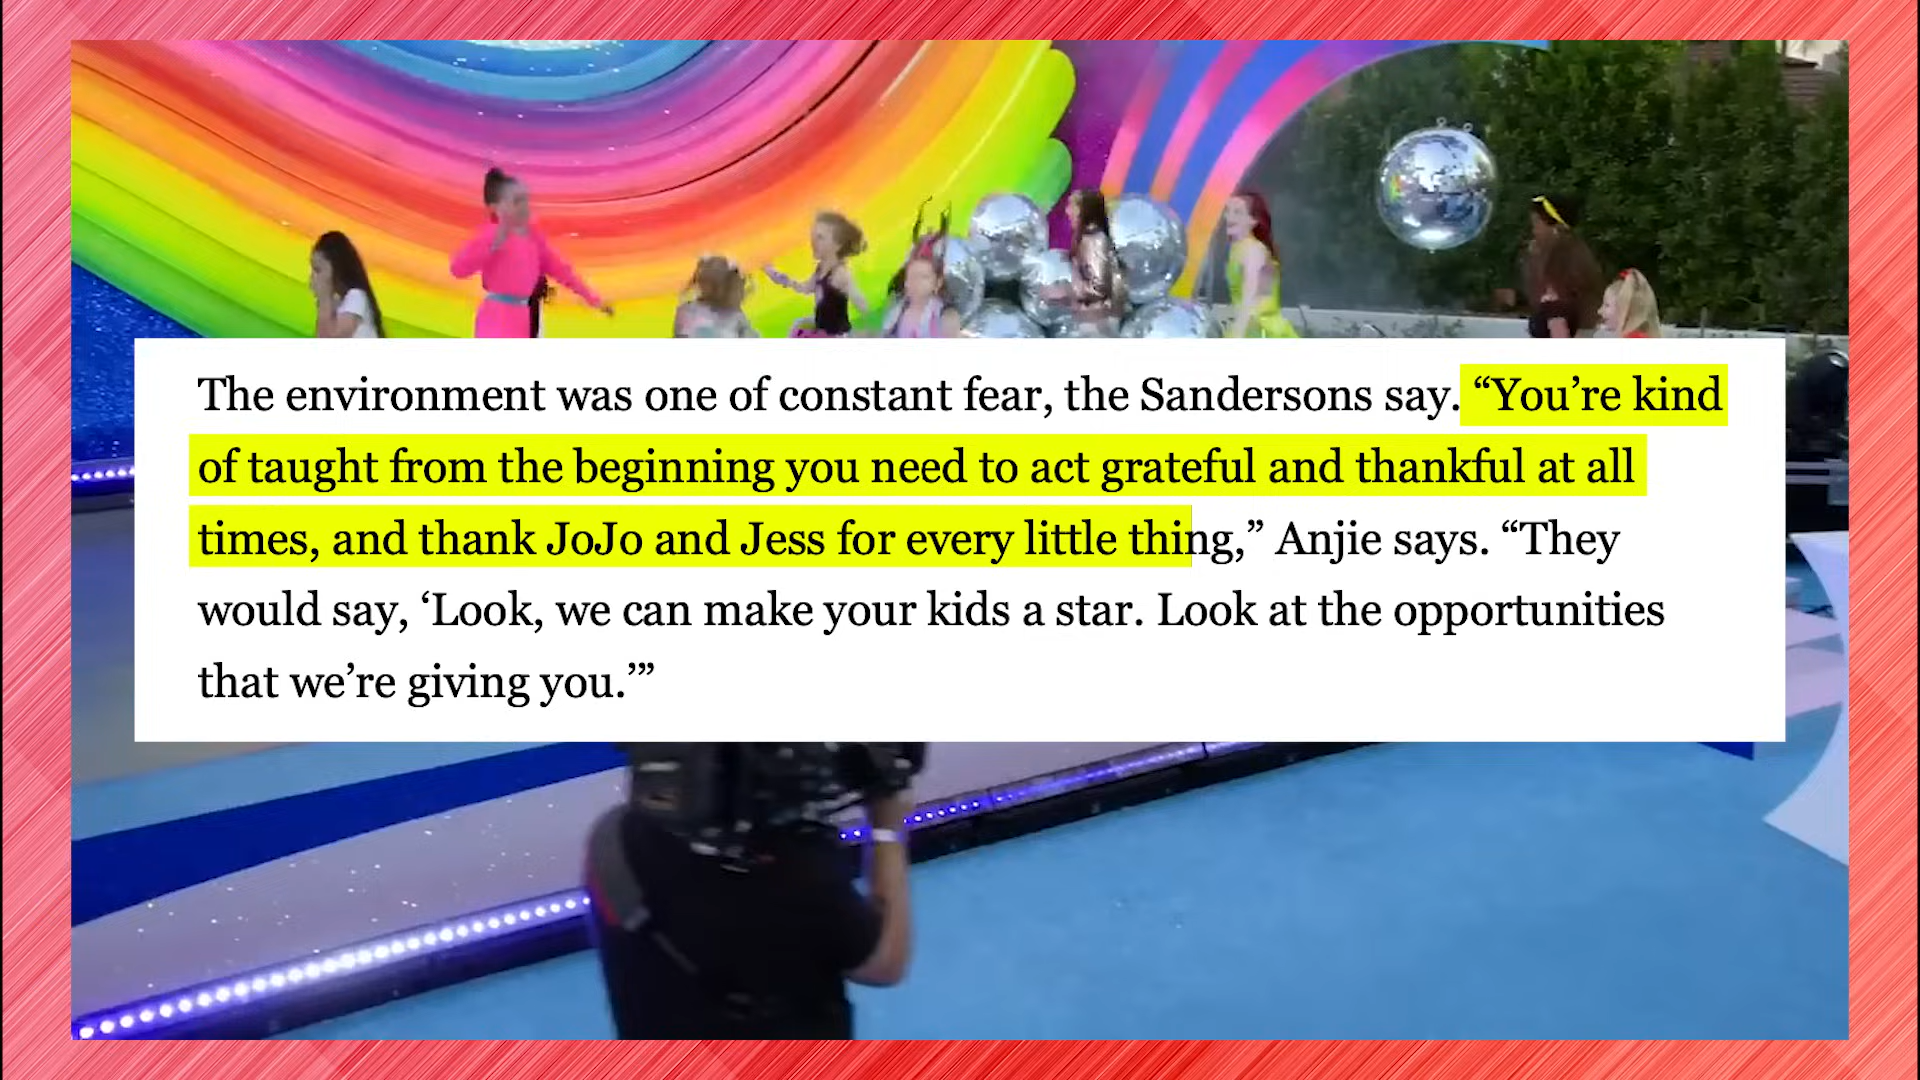 The environment was one of constant fear, the Sandersons say. “You’re kind
of taught from the beginning you need to act grateful and thankful at all
times, and thank JoJo and Jess for every little thing,” Anjie says. “They
would say, ‘Look, we can make your kids a star. Look at the opportunities
that we’re giving you.’”